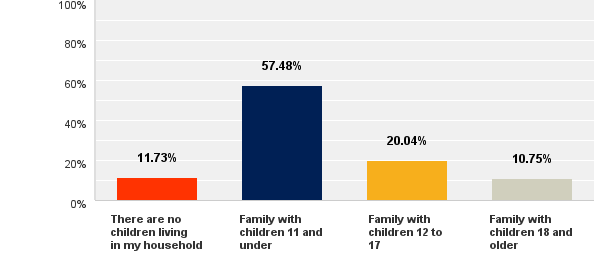 100%
80%
60%
40%
20%
0%
11.73%
57.48%
20.04%
10.75%
There are no
children living
in my household
Family with
children 11 and
under
Family with
children 12 to
17
Family with
children 18 and
older